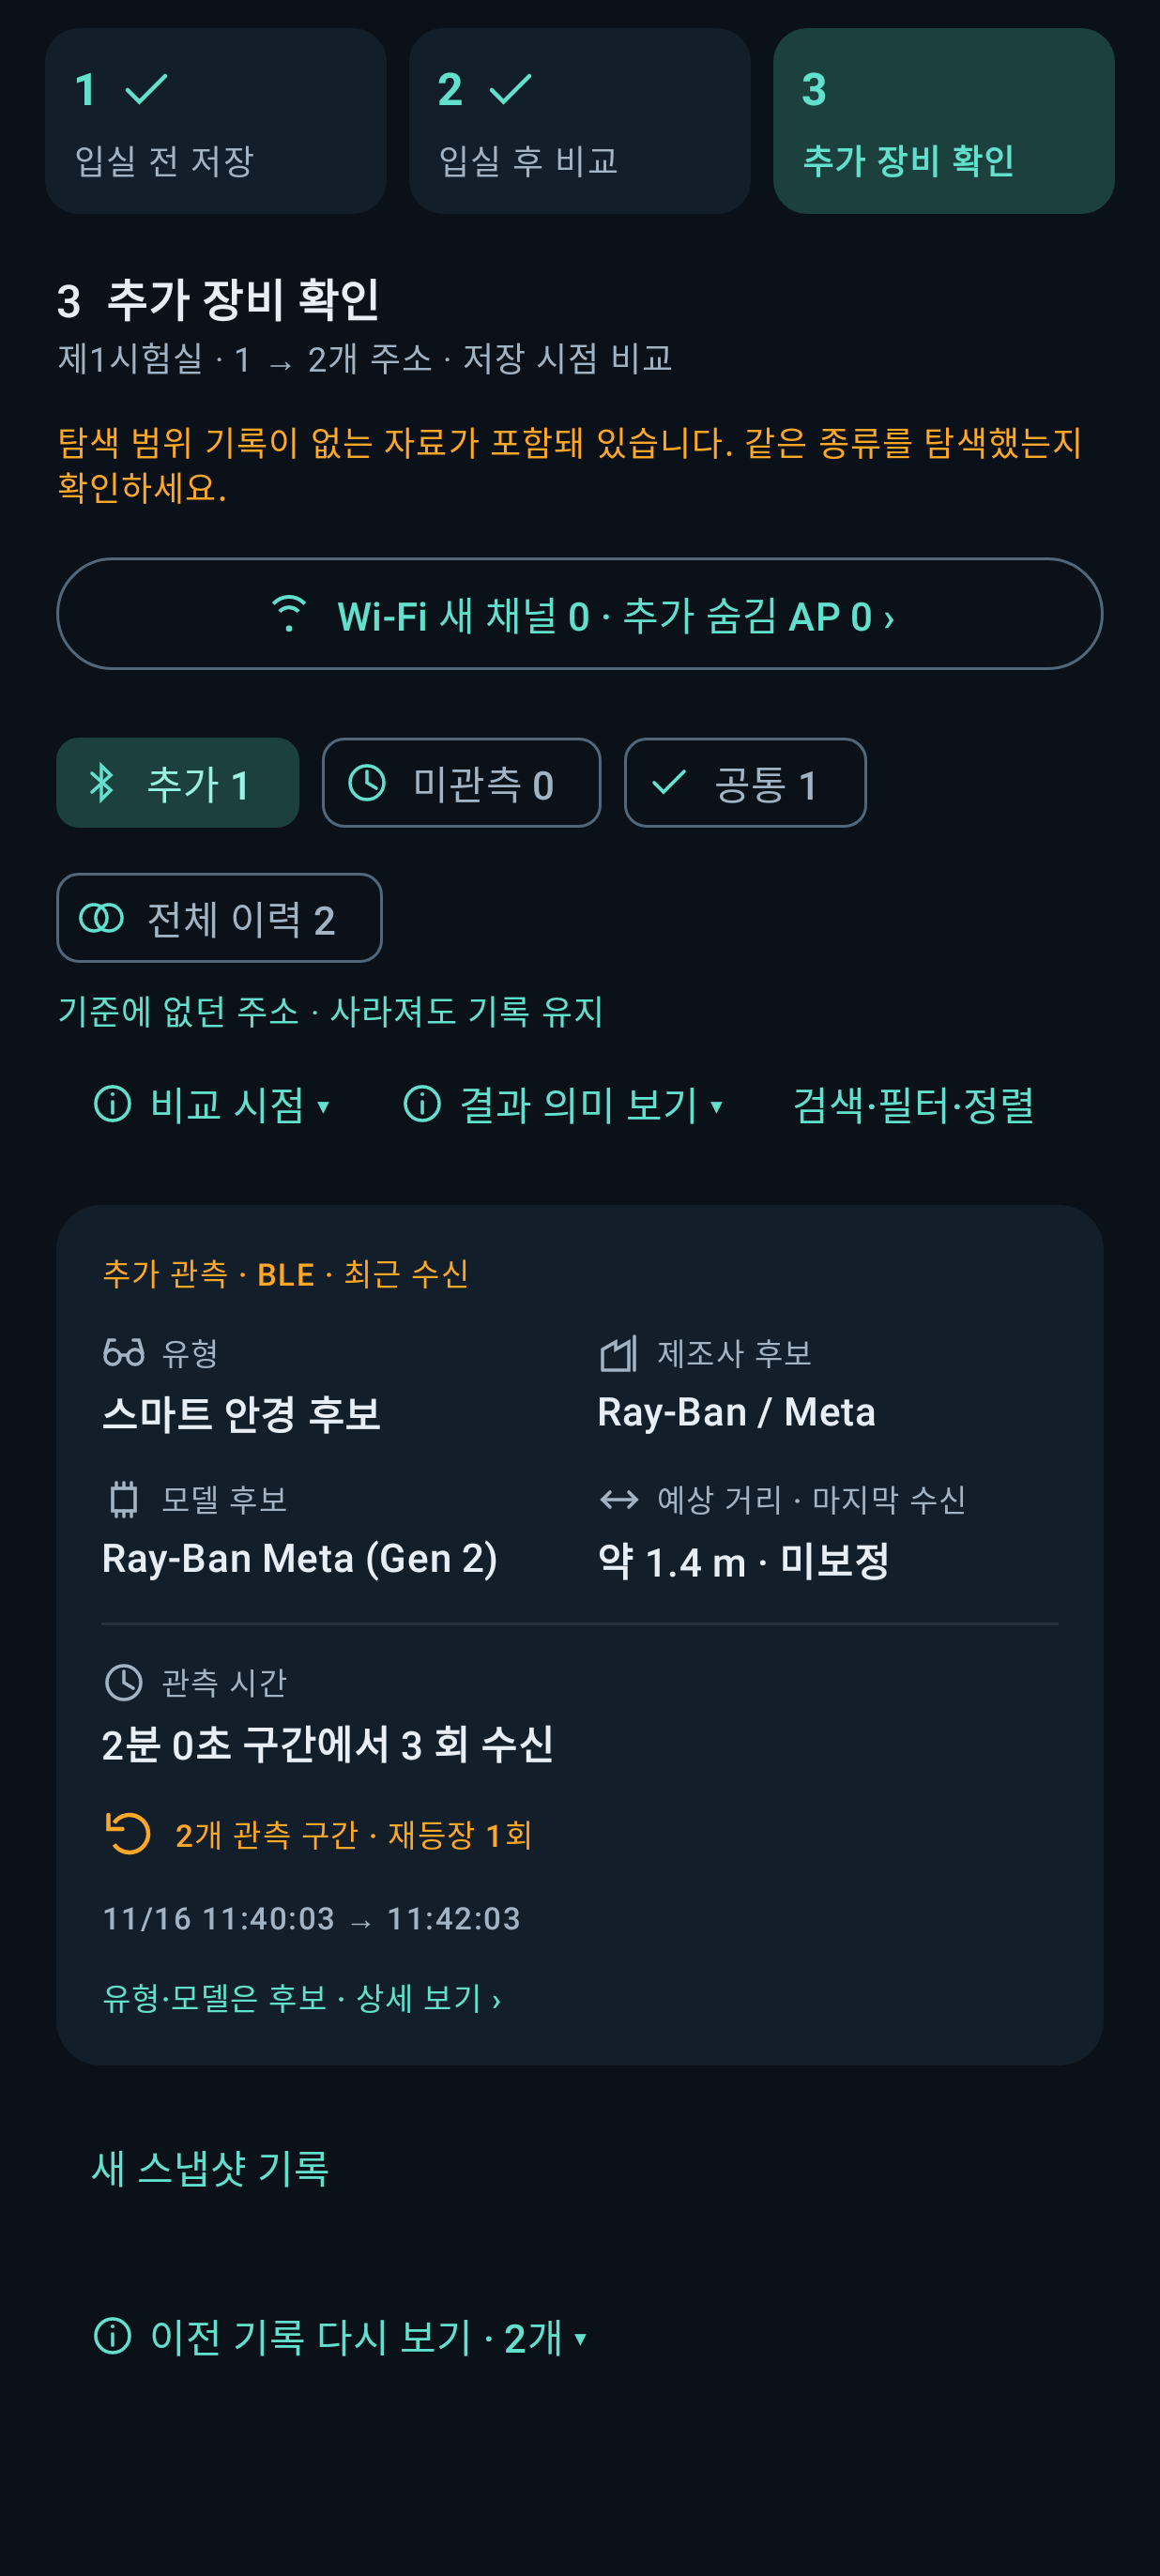 1
입실 전 저장
2
입실 후 비교
3
추가 장비 확인
3 추가 장비 확인
제1시험실 · 1 → 2개 주소 · 저장 시점 비교
탐색 범위 기록이 없는 자료가 포함돼 있습니다. 같은 종류를 탐색했는지
확인하세요.
Wi-Fi 새 채널 0 · 추가 숨김 AP 0 ›
추가 1
미관측 0
공통 1
전체 이력 2
기준에 없던 주소 · 사라져도 기록 유지
비교 시점 ▾
결과 의미 보기 ▾
검색·필터·정렬
추가 관측 · BLE · 최근 수신
유형
스마트 안경 후보
제조사 후보
Ray-Ban / Meta
모델 후보
Ray-Ban Meta (Gen 2)
예상 거리 · 마지막 수신
약 1.4 m · 미보정
관측 시간
2분 0초 구간에서 3 회 수신
2개 관측 구간 · 재등장 1회
11/16 11:40:03 → 11:42:03
유형·모델은 후보 · 상세 보기 ›
새 스냅샷 기록
이전 기록 다시 보기 · 2개 ▾